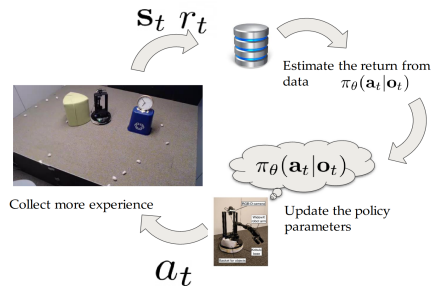 s_t r_t
Estimate the return from
data π_θ(a_t|o_t)
π_θ(a_t|o_t)
Update the policy
parameters
Collect more experience
a_t